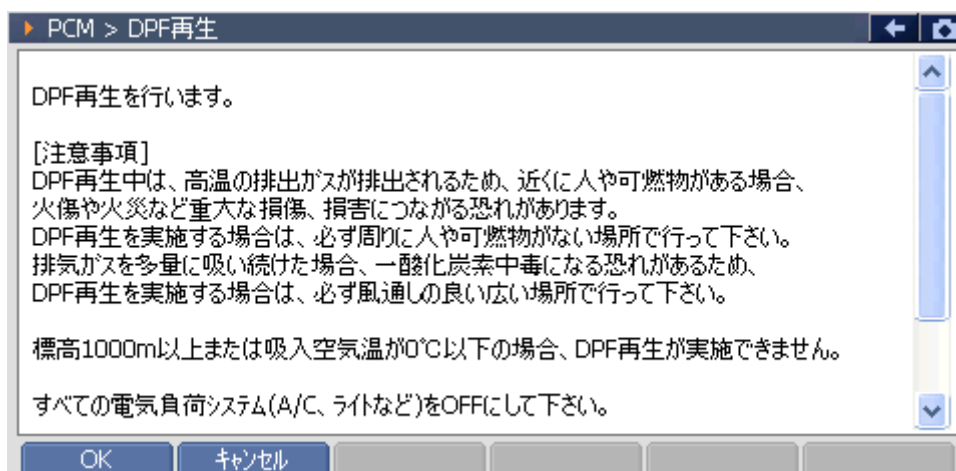 PCM > DPF再生
DPF再生を行います。
[注意事項]
DPF再生中は、高温の排出ガスが排出されるため、近くに人や可燃物がある場合、
火傷や火災など重大な損傷、損害につながる恐れがあります。
DPF再生を実施する場合は、必ず周りに人や可燃物がない場所で行って下さい。
排気ガスを多量に吸い続けた場合、一酸化炭素中毒になる恐れがあるため、
DPF再生を実施する場合は、必ず風通しの良い広い場所で行って下さい。
標高1000m以上または吸入空気温が0℃以下の場合、DPF再生が実施できません。
すべての電気負荷システム(A/C、ライトなど)をOFFにして下さい。
OK キャンセル